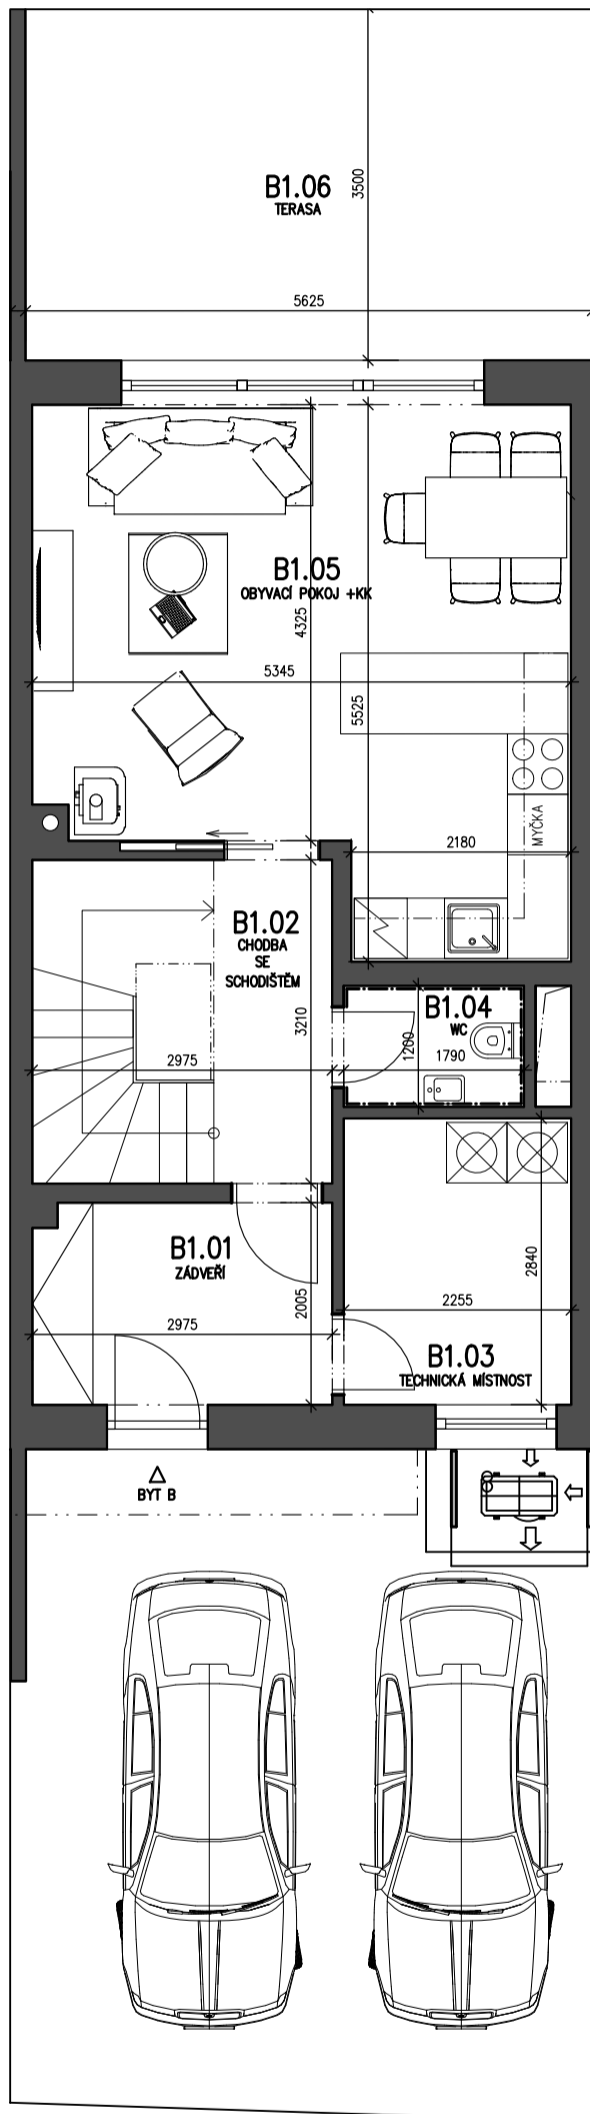 B1.06
TERASA
3500
5625
B1.05
OBYVACÍ POKOJ +KK
4325
5345
5525
MYČKA
2180
B1.02
CHODBA
SE
SCHODIŠTĚM
3210
B1.04
WC
1200
1790
2975
B1.01
ZÁDVEŘÍ
2005
2975
2840
2255
B1.03
TECHNICKÁ MÍSTNOST
BYT B